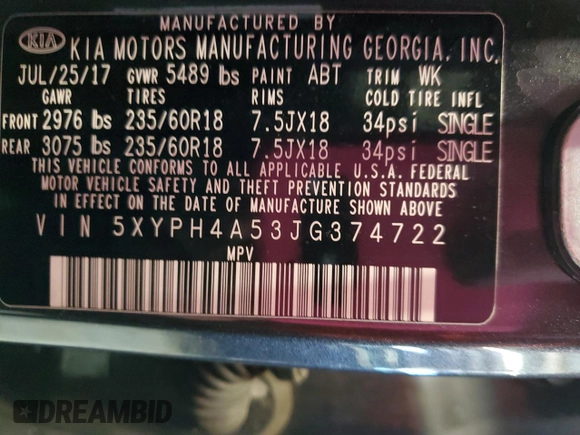 MANUFACTURED BY
KIA KIA MOTORS MANUFACTURING GEORGIA, INC.
JUL/25/17 GVWR 5489 lbs PAINT ABT TRIM WK
GAWR TIRES RIMS COLD TIRE INFL
FRONT 2976 lbs 235/60R18 7.5JX18 34psi SINGLE
REAR 3075 lbs 235/60R18 7.5JX18 34psi SINGLE
THIS VEHICLE CONFORMS TO ALL APPLICABLE U.S.A. FEDERAL
MOTOR VEHICLE SAFETY AND THEFT PREVENTION STANDARDS
IN EFFECT ON THE DATE OF MANUFACTURE SHOWN ABOVE
VIN 5XYPH4A53JG374722
MPV
DREAMBID